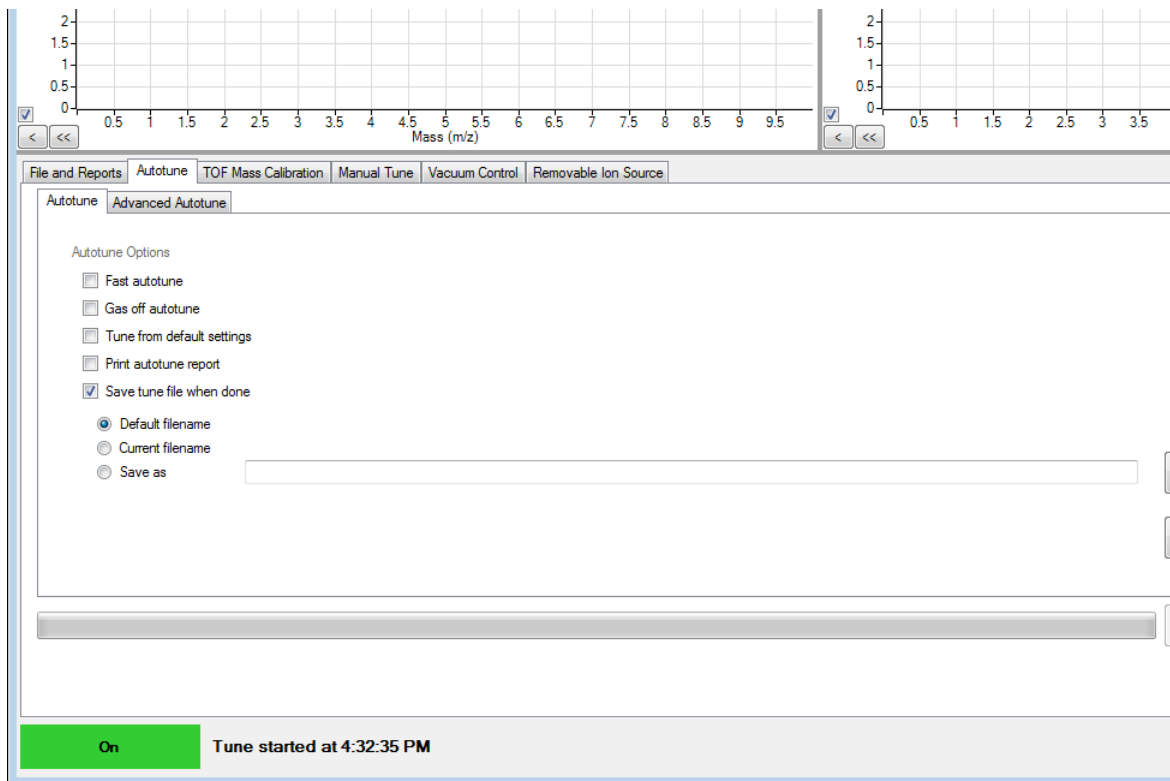 2
1.5
1
0.5
0
0.5 1 1.5 2 2.5 3 3.5 4 4.5 5 5.5 6 6.5 7 7.5 8 8.5 9 9.5
Mass (m/z)
< <<
2
1.5
1
0.5
0
0.5 1 1.5 2 2.5 3 3.5
< <<
File and Reports Autotune TOF Mass Calibration Manual Tune Vacuum Control Removable Ion Source
Autotune Advanced Autotune
Autotune Options
Fast autotune
Gas off autotune
Tune from default settings
Print autotune report
Save tune file when done
Default filename
Current filename
Save as
On Tune started at 4:32:35 PM